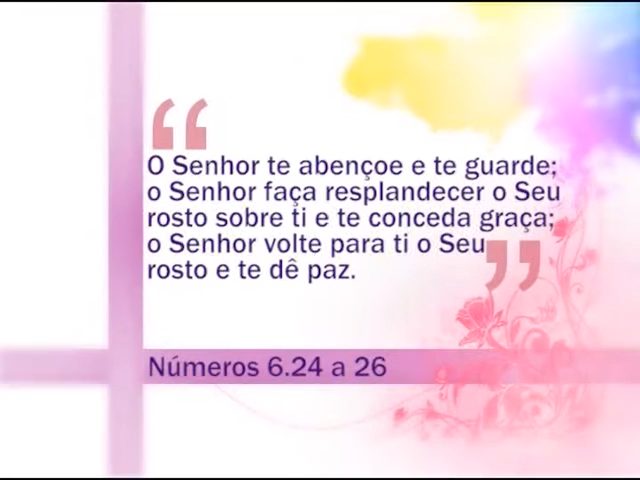 “
O Senhor te abençoe e te guarde;
o Senhor faça resplandecer o Seu
rosto sobre ti e te conceda graça;
o Senhor volte para ti o Seu
rosto e te dê paz.
”
Números 6.24 a 26